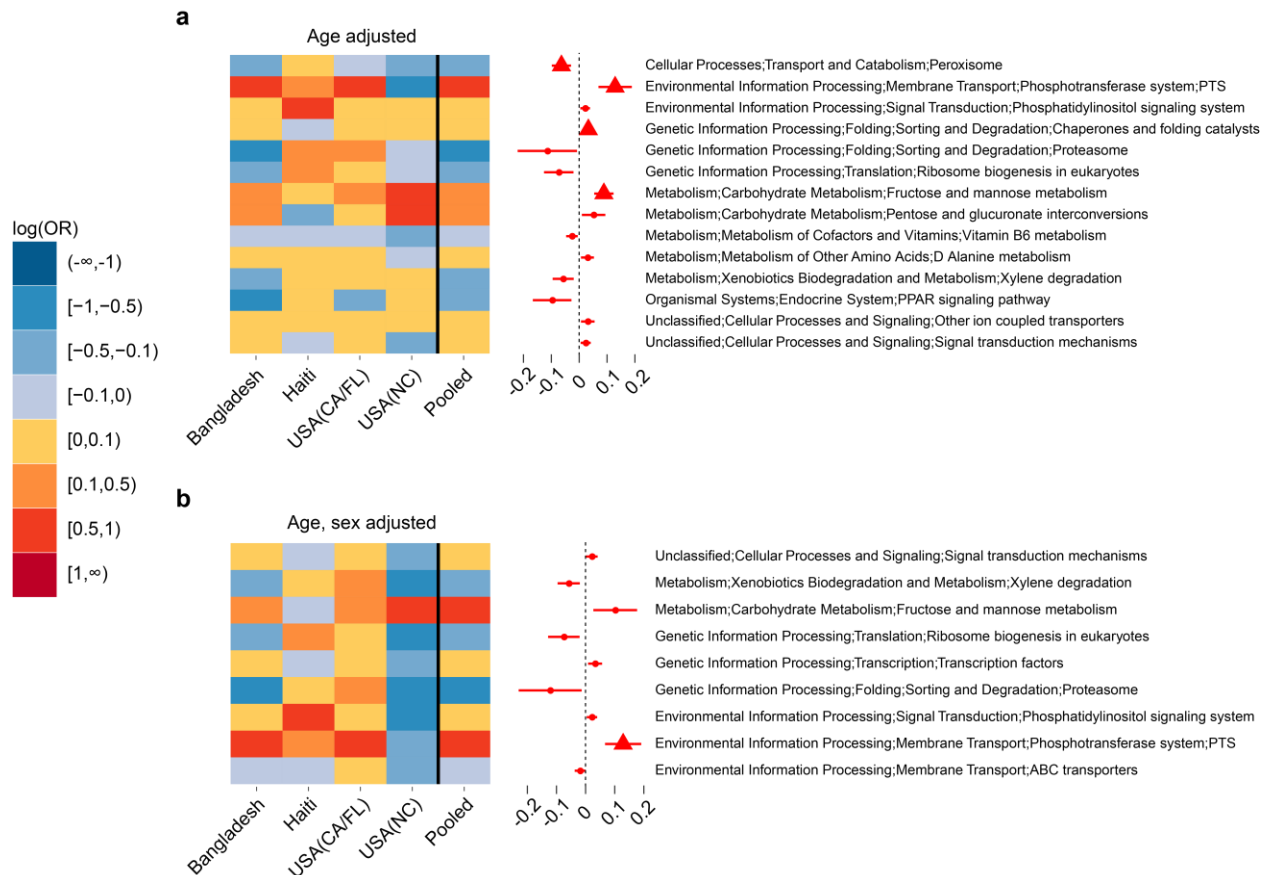 a
Age adjusted
Cellular Processes;Transport and Catabolism;Peroxisome
Environmental Information Processing;Membrane Transport;Phosphotransferase system;PTS
Environmental Information Processing;Signal Transduction;Phosphatidylinositol signaling system
Genetic Information Processing;Folding;Sorting and Degradation;Chaperones and folding catalysts
Genetic Information Processing;Folding;Sorting and Degradation;Proteasome
Genetic Information Processing;Translation;Ribosome biogenesis in eukaryotes
Metabolism;Carbohydrate Metabolism;Fructose and mannose metabolism
Metabolism;Carbohydrate Metabolism;Pentose and glucuronate interconversions
Metabolism;Metabolism of Cofactors and Vitamins;Vitamin B6 metabolism
Metabolism;Metabolism of Other Amino Acids;D Alanine metabolism
Metabolism;Xenobiotics Biodegradation and Metabolism;Xylene degradation
Organismal Systems;Endocrine System;PPAR signaling pathway
Unclassified;Cellular Processes and Signaling;Other ion coupled transporters
Unclassified;Cellular Processes and Signaling;Signal transduction mechanisms
Bangladesh Haiti USA(CA/FL) USA(NC) Pooled
-0.2 -0.1 0 0.1 0.2
log(OR)
(-∞,-1)
[−1,−0.5)
[−0.5,−0.1)
[−0.1,0)
[0,0.1)
[0.1,0.5)
[0.5,1)
[1,∞)
b
Age, sex adjusted
Unclassified;Cellular Processes and Signaling;Signal transduction mechanisms
Metabolism;Xenobiotics Biodegradation and Metabolism;Xylene degradation
Metabolism;Carbohydrate Metabolism;Fructose and mannose metabolism
Genetic Information Processing;Translation;Ribosome biogenesis in eukaryotes
Genetic Information Processing;Transcription;Transcription factors
Genetic Information Processing;Folding;Sorting and Degradation;Proteasome
Environmental Information Processing;Signal Transduction;Phosphatidylinositol signaling system
Environmental Information Processing;Membrane Transport;Phosphotransferase system;PTS
Environmental Information Processing;Membrane Transport;ABC transporters
Bangladesh Haiti USA(CA/FL) USA(NC) Pooled
-0.2 -0.1 0 0.1 0.2